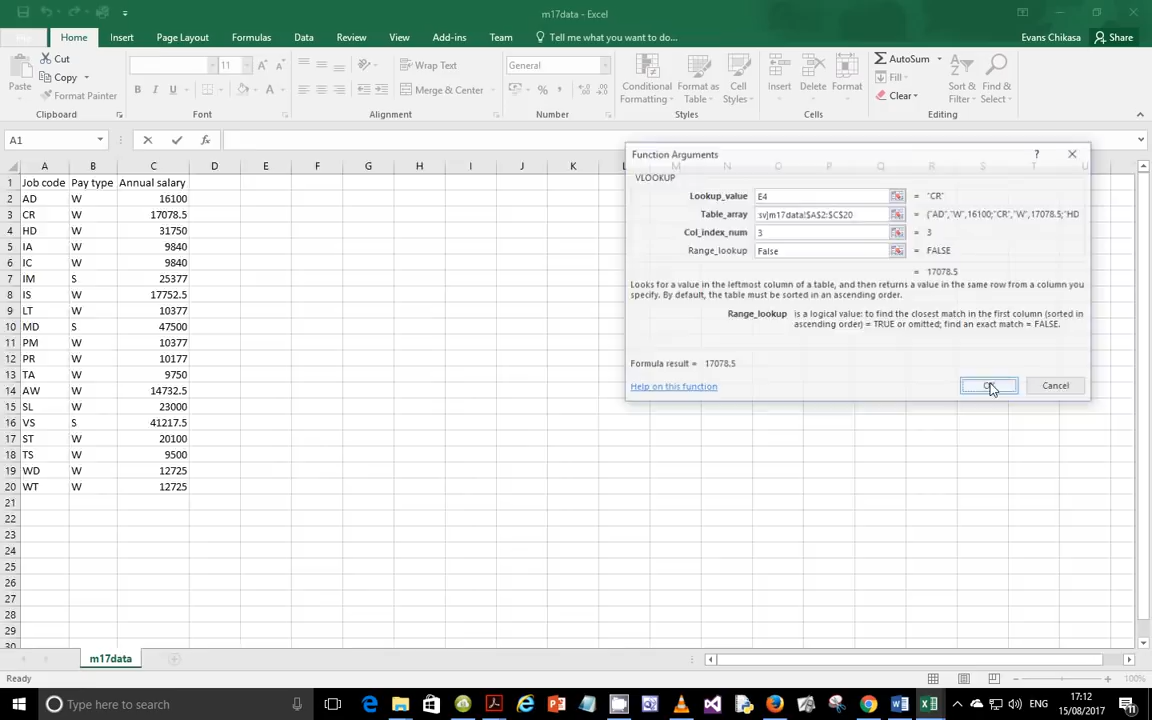 m17data - Excel
File Home Insert Page Layout Formulas Data Review View Add-ins Team Tell me what you want to do... Evans Chikasa Share
Paste
Cut
Copy
Format Painter
11
Wrap Text
Merge & Center
General
Conditional Formatting
Format as Table
Cell Styles
Insert Delete Format
AutoSum
Fill
Clear
Sort & Filter
Find & Select
Clipboard Font Alignment Number Styles Cells Editing
A1
A B C D E F G H I J K L M N O P Q R S T U
1 Job code Pay type Annual salary
2 AD W 16100
3 CR W 17078.5
4 HD W 31750
5 IA W 9840
6 IC W 9840
7 IM S 25377
8 IS W 17752.5
9 LT W 10377
10 MD S 47500
11 PM W 10377
12 PR W 10177
13 TA W 9750
14 AW W 14732.5
15 SL W 23000
16 VS S 41217.5
17 ST W 20100
18 TS W 9500
19 WD W 12725
20 WT W 12725
21
22
23
24
25
26
27
28
29
30
Function Arguments ?
VLOOKUP
Lookup_value E4 = "CR"
Table_array sv]m17data!$A$2:$C$20 = {"AD","W",16100;"CR","W",17078.5;"HD
Col_index_num 3 = 3
Range_lookup False = FALSE
= 17078.5
Looks for a value in the leftmost column of a table, and then returns a value in the same row from a column you
specify. By default, the table must be sorted in an ascending order.
Range_lookup is a logical value: to find the closest match in the first column (sorted in
ascending order) = TRUE or omitted; find an exact match = FALSE.
Formula result = 17078.5
Help on this function OK Cancel
m17data
Ready 100%
Type here to search
ENG
17:12
15/08/2017